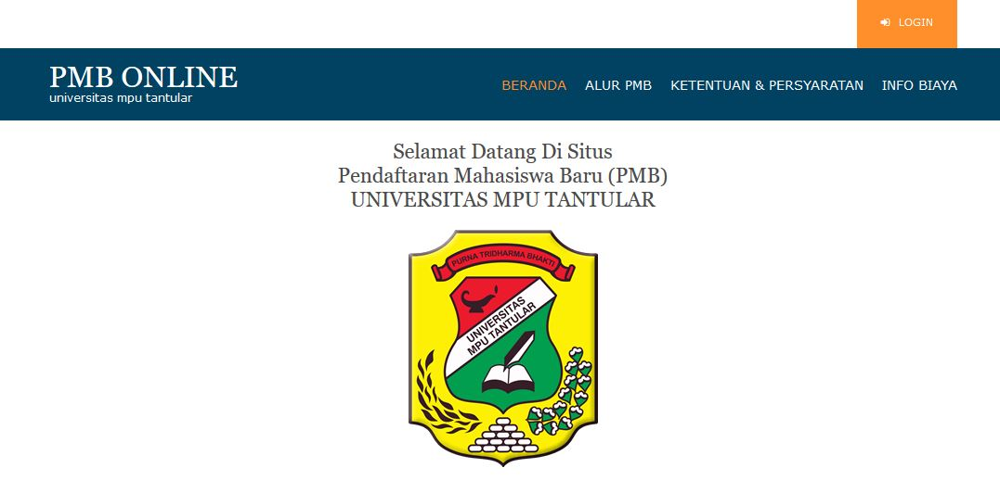 LOGIN
PMB ONLINE
universitas mpu tantular
BERANDA ALUR PMB KETENTUAN & PERSYARATAN INFO BIAYA
Selamat Datang Di Situs
Pendaftaran Mahasiswa Baru (PMB)
UNIVERSITAS MPU TANTULAR
PURNA TRIDHARMA BHAKTI
UNIVERSITAS
MPU TANTULAR